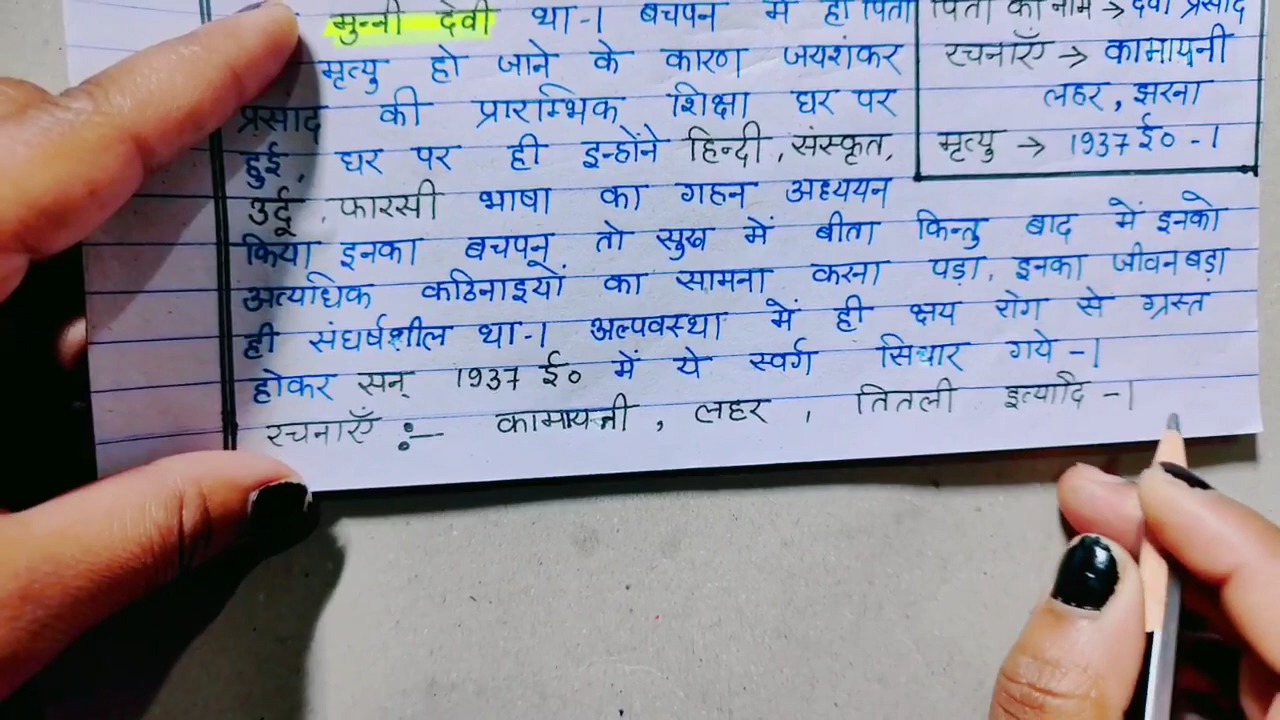 मुन्नी देवी था-। बचपन में ही पिता
मृत्यु हो जाने के कारण जयशंकर
प्रसाद की प्रारम्भिक शिक्षा घर पर
हुई, घर पर ही इन्होंने हिन्दी, संस्कृत,
उर्दू, फारसी भाषा का गहन अध्ययन
किया इनका बचपन तो सुख में बीता किन्तु बाद में इनको
अत्यधिक कठिनाइयों का सामना करना पड़ा, इनका जीवन बड़ा
ही संघर्षशील था-। अल्पवस्था में ही क्षय रोग से ग्रस्त
होकर सन् 1937 ई० में ये स्वर्ग सिधार गये-।
रचनाएँ :- कामायनी, लहर, तितली इत्यादि-।
पिता का नाम → देवी प्रसाद
रचनाएँ → कामायनी
लहर, झरना
मृत्यु → 1937 ई० -।